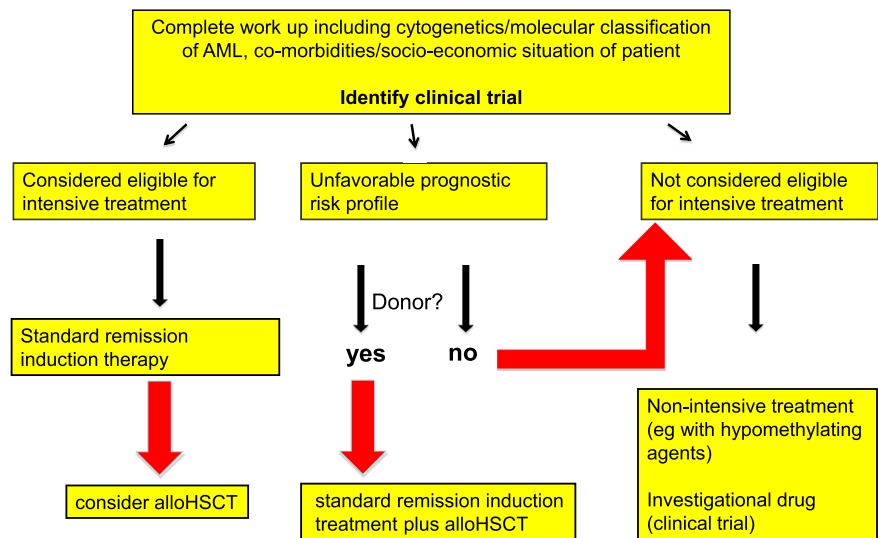 Complete work up including cytogenetics/molecular classification
of AML, co-morbidities/socio-economic situation of patient
Identify clinical trial
Considered eligible for
intensive treatment
Unfavorable prognostic
risk profile
Not considered eligible
for intensive treatment
Donor?
yes
no
Standard remission
induction therapy
consider alloHSCT
standard remission induction
treatment plus alloHSCT
Non-intensive treatment
(eg with hypomethylating
agents)
Investigational drug
(clinical trial)